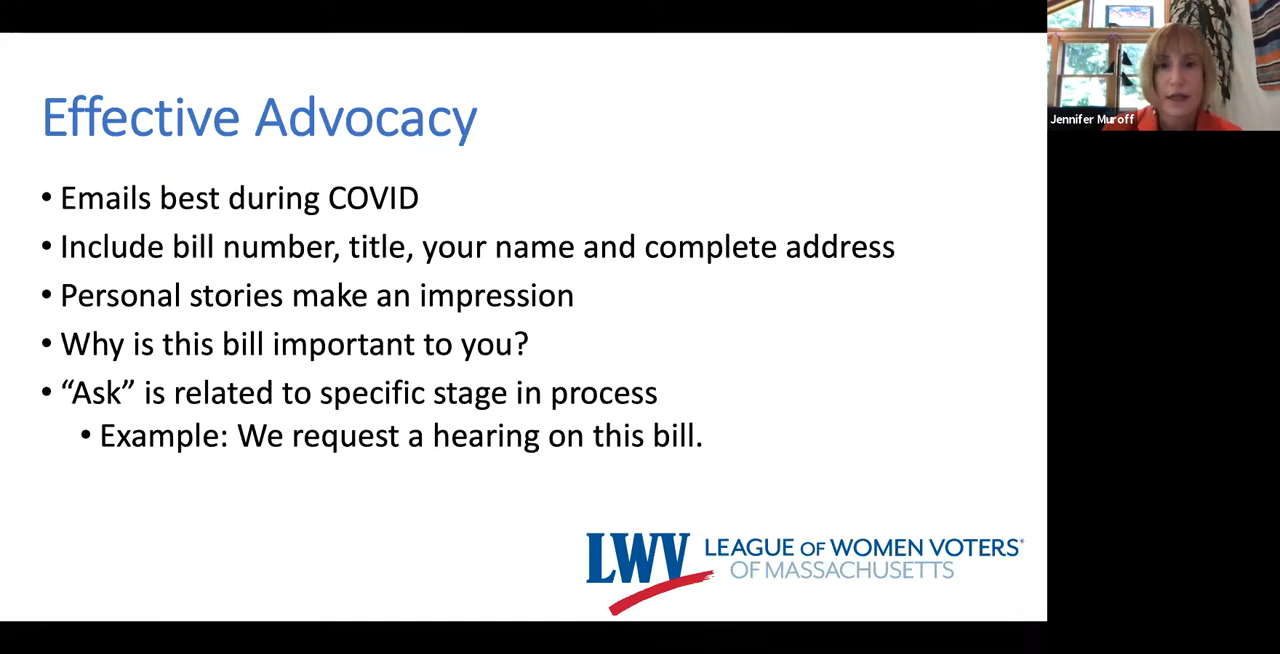 Effective Advocacy
• Emails best during COVID
• Include bill number, title, your name and complete address
• Personal stories make an impression
• Why is this bill important to you?
• “Ask” is related to specific stage in process
• Example: We request a hearing on this bill.
LWV LEAGUE OF WOMEN VOTERS®
OF MASSACHUSETTS
Jennifer Muroff